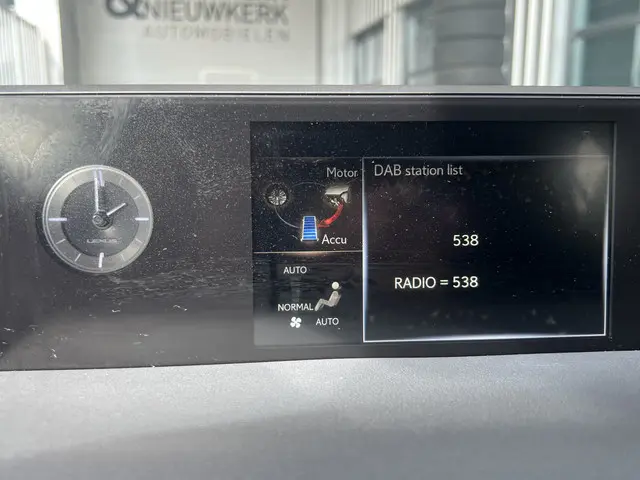 & NIEUWKERK
AUTOMOBIELEN
LEXUS
Motor
Accu
AUTO
NORMAL
AUTO
DAB station list
538
RADIO = 538